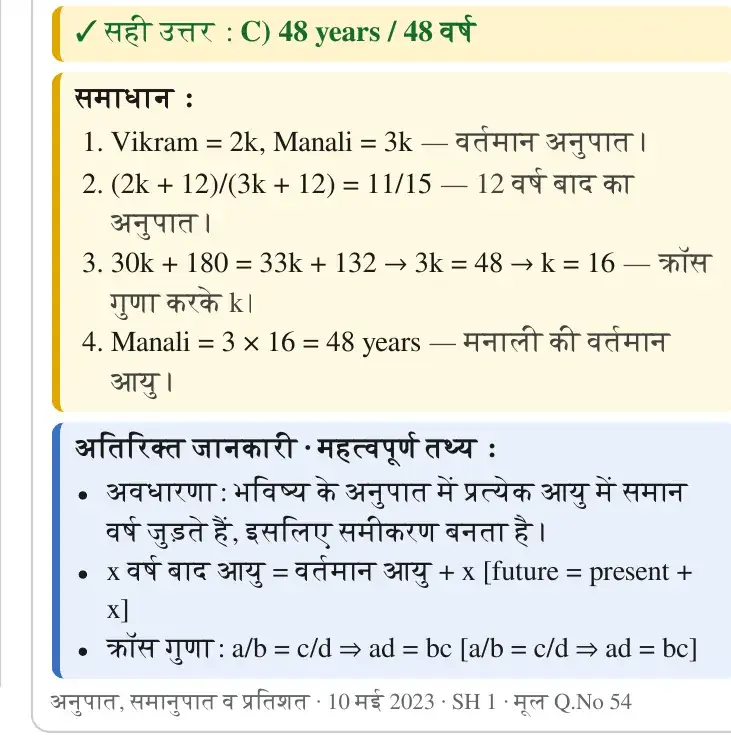 ✓ सही उत्तर : C) 48 years / 48 वर्ष
समाधान :
1. Vikram = 2k, Manali = 3k — वर्तमान अनुपात।
2. (2k + 12)/(3k + 12) = 11/15 — 12 वर्ष बाद का
अनुपात।
3. 30k + 180 = 33k + 132 → 3k = 48 → k = 16 — क्रॉस
गुणा करके k।
4. Manali = 3 × 16 = 48 years — मनाली की वर्तमान
आयु।
अतिरिक्त जानकारी · महत्वपूर्ण तथ्य :
• अवधारणा : भविष्य के अनुपात में प्रत्येक आयु में समान
वर्ष जुड़ते हैं, इसलिए समीकरण बनता है।
• x वर्ष बाद आयु = वर्तमान आयु + x [future = present +
x]
• क्रॉस गुणा : a/b = c/d ⇒ ad = bc [a/b = c/d ⇒ ad = bc]
अनुपात, समानुपात व प्रतिशत · 10 मई 2023 · SH 1 · मूल Q.No 54